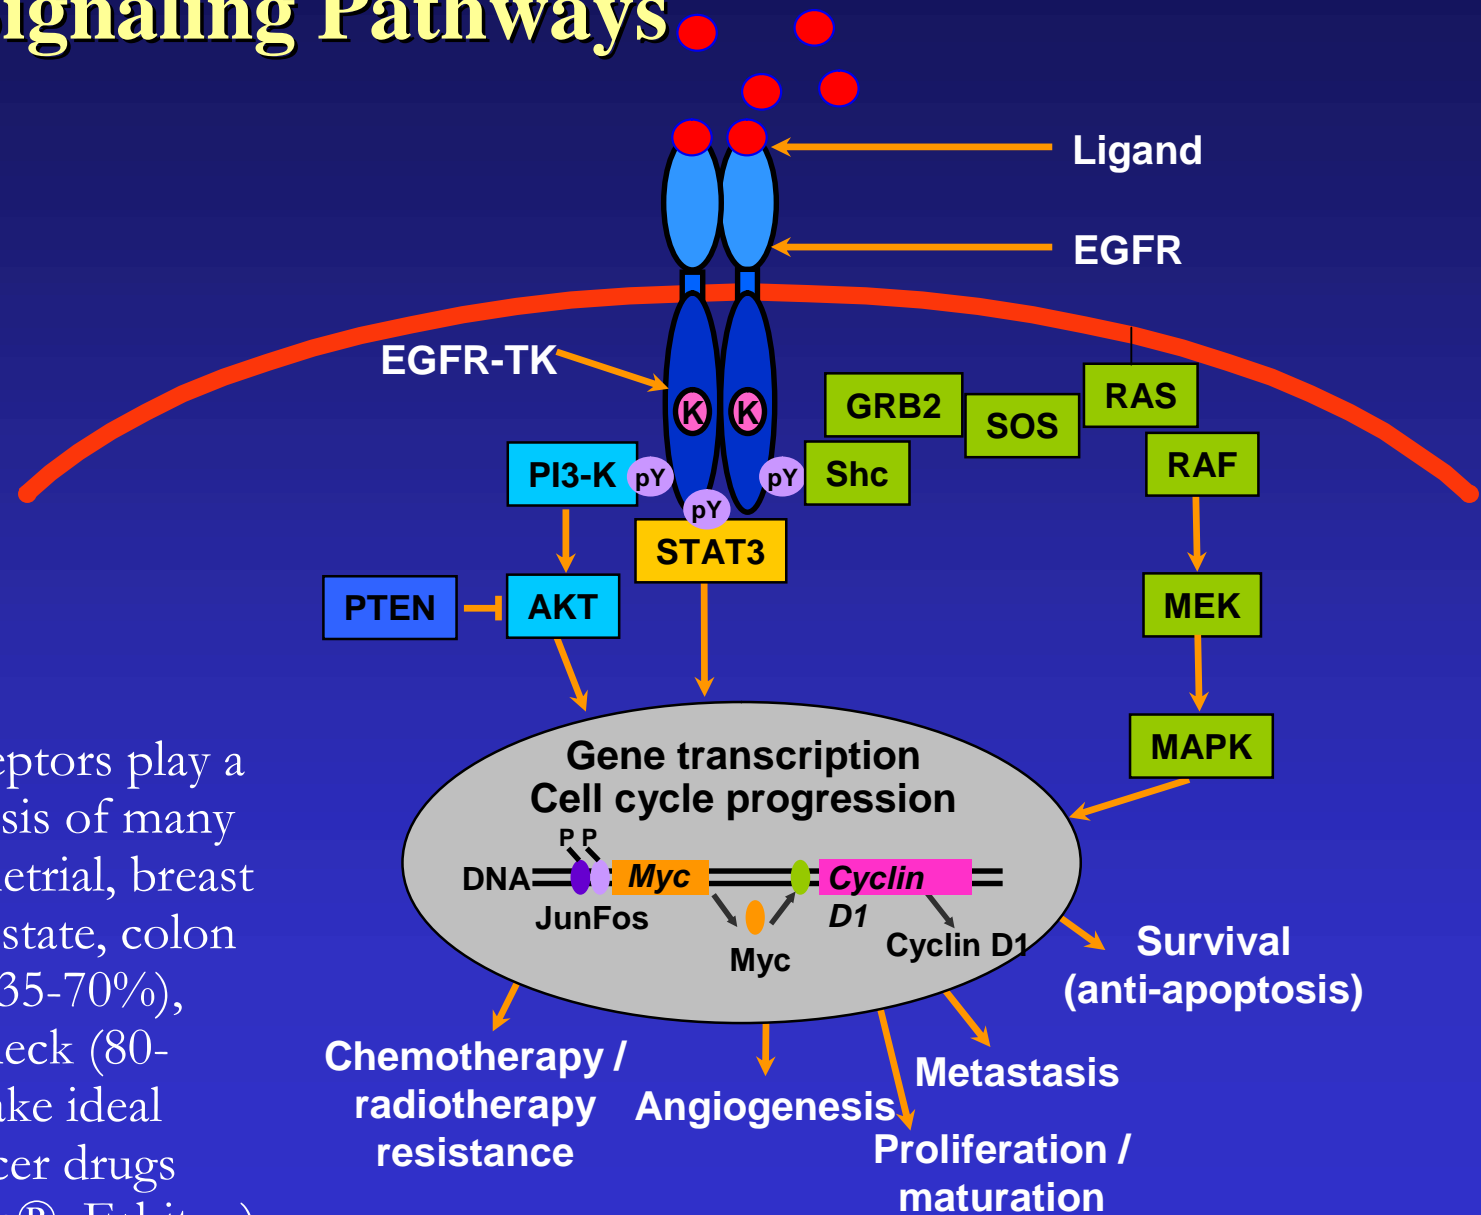 Signaling Pathways
Ligand
EGFR
EGFR-TK
K K
GRB2
SOS
RAS
RAF
PI3-K
pY
pY
Shc
pY
STAT3
PTEN
AKT
MEK
MAPK
Gene transcription
Cell cycle progression
P P
DNA
Myc
Cyclin
D1
JunFos
Myc
Cyclin D1
Survival
(anti-apoptosis)
Chemotherapy /
radiotherapy
resistance
Angiogenesis
Metastasis
Proliferation /
maturation
eptors play a
sis of many
etrial, breast
state, colon
35-70%),
eck (80-
ake ideal
cer drugs